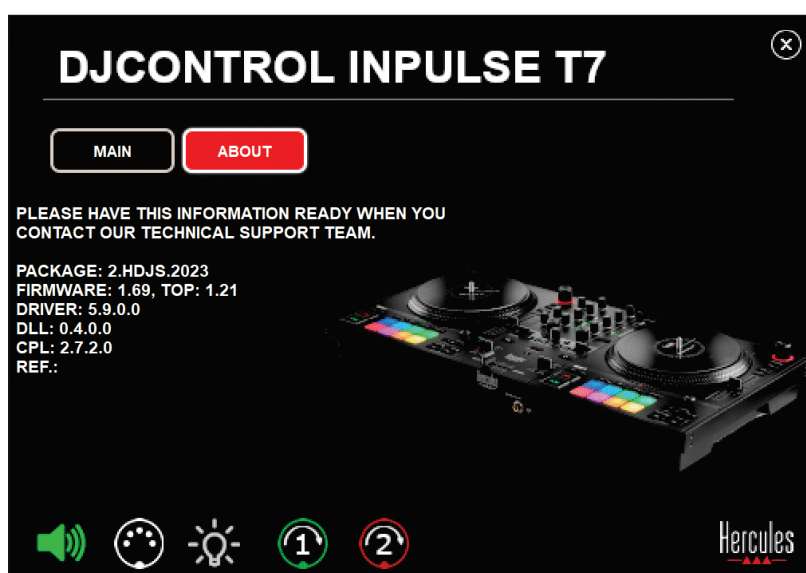 DJCONTROL INPULSE T7
MAIN
ABOUT
PLEASE HAVE THIS INFORMATION READY WHEN YOU
CONTACT OUR TECHNICAL SUPPORT TEAM.
PACKAGE: 2.HDJS.2023
FIRMWARE: 1.69, TOP: 1.21
DRIVER: 5.9.0.0
DLL: 0.4.0.0
CPL: 2.7.2.0
REF.:
1
2
Hercules